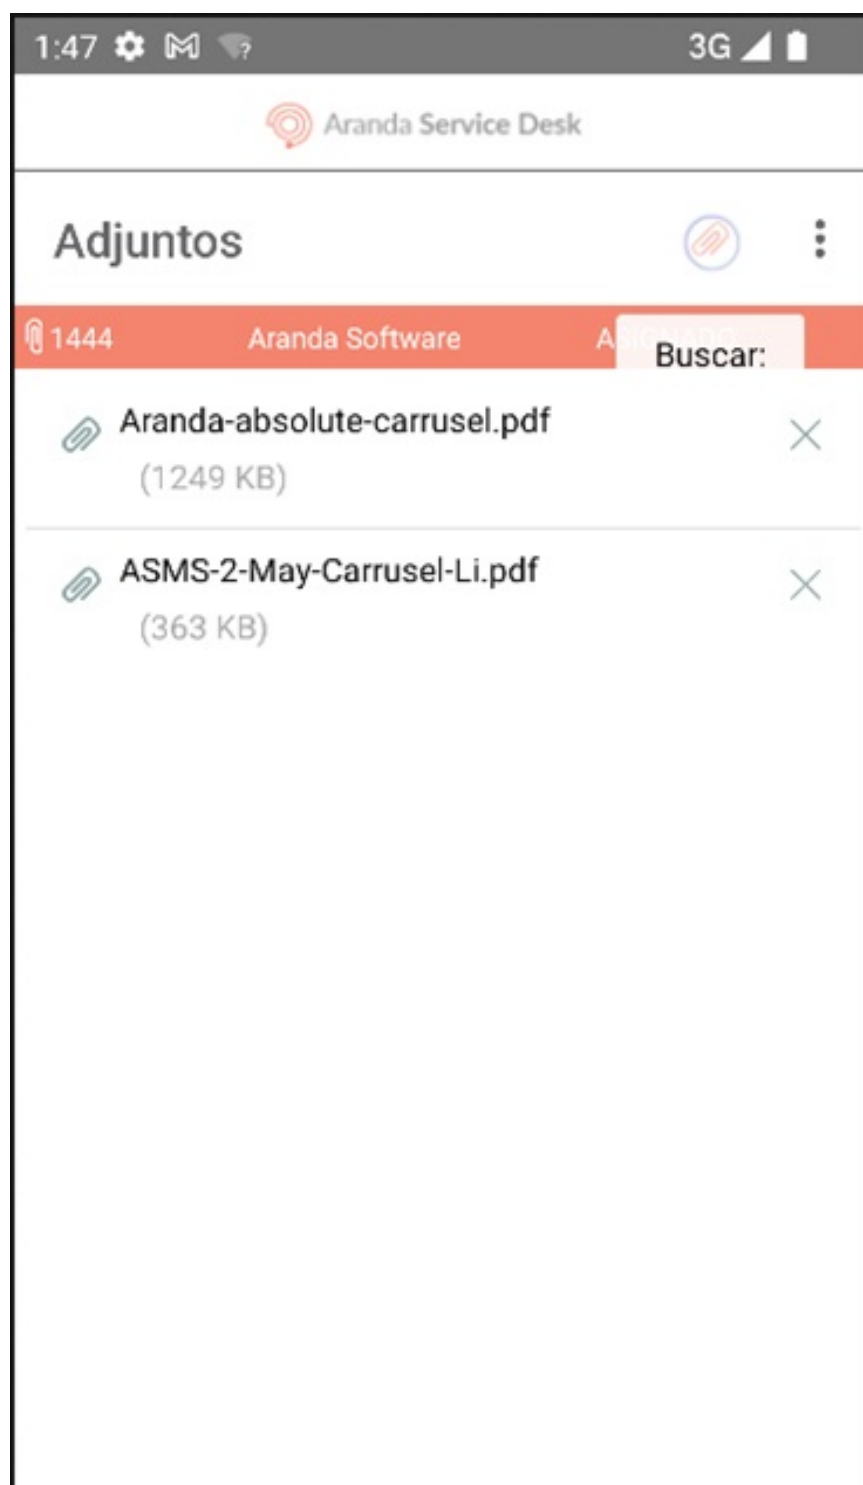 1:47 3G
Aranda Service Desk
Adjuntos
1444 Aranda Software ASIGNADO
Buscar:
Aranda-absolute-carrusel.pdf
(1249 KB)
ASMS-2-May-Carrusel-Li.pdf
(363 KB)